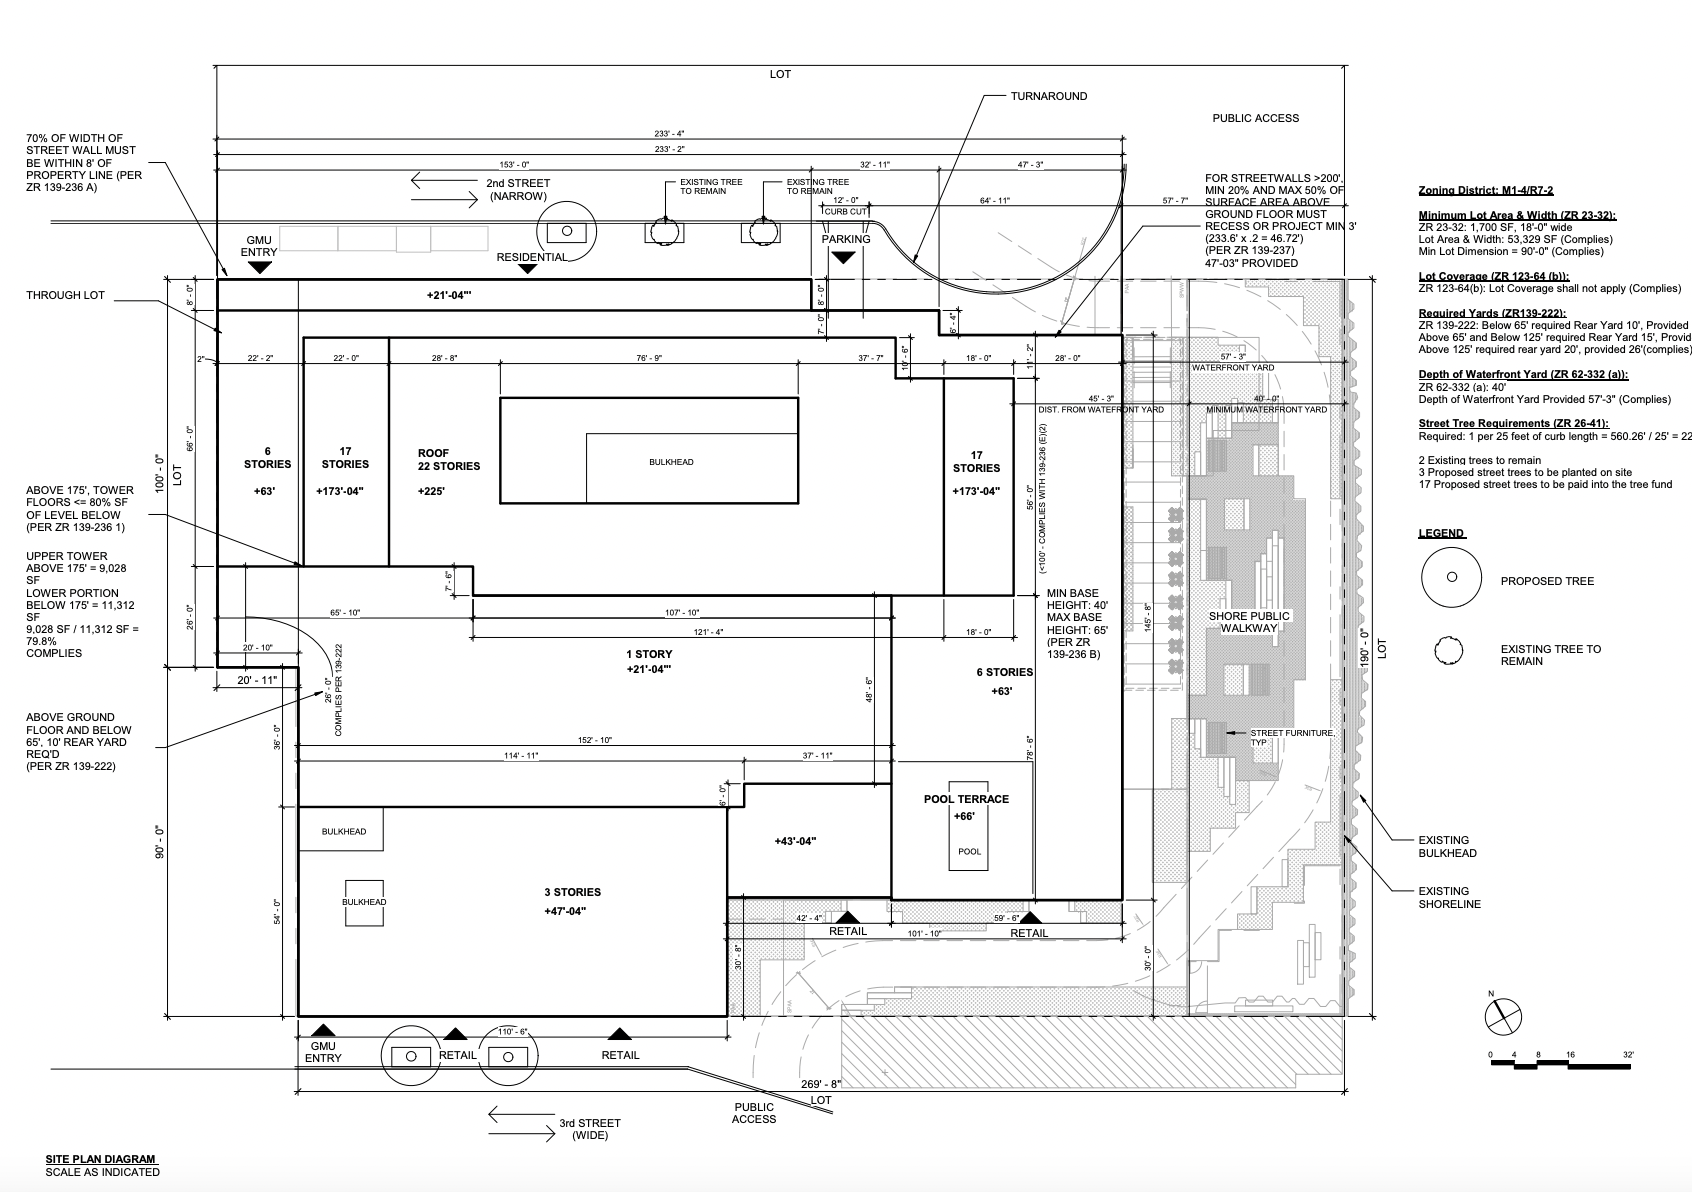 LOT
TURNAROUND
PUBLIC ACCESS
70% OF WIDTH OF
STREET WALL MUST
BE WITHIN 8' OF
PROPERTY LINE (PER
ZR 139-236 A)
233' - 4"
233' - 2"
153' - 0"
32' - 11"
47' - 3"
2nd STREET
(NARROW)
EXISTING TREE
TO REMAIN
EXISTING TREE
TO REMAIN
12' - 0"
CURB CUT
64' - 11"
57' - 7"
FOR STREETWALLS >200',
MIN 20% AND MAX 50% OF
SURFACE AREA ABOVE
GROUND FLOOR MUST
RECESS OR PROJECT MIN 3'
(233.6' x .2 = 46.72')
(PER ZR 139-237)
47'-03" PROVIDED
GMU
ENTRY
RESIDENTIAL
PARKING
THROUGH LOT
8' - 0"
+21'-04"'
8' - 0"
7' - 0"
6' - 4"
2"
22' - 2"
22' - 0"
28' - 8"
76' - 9"
37' - 7"
10' - 6"
18' - 0"
11' - 2"
28' - 0"
57' - 3"
WATERFRONT YARD
45' - 3"
DIST. FROM WATEFRONT YARD
40' - 0"
MINIMUM WATERFRONT YARD
66' - 0"
100' - 0"
LOT
6
STORIES
+63'
17
STORIES
+173'-04"
ROOF
22 STORIES
+225'
BULKHEAD
17
STORIES
+173'-04"
56' - 0"
(<100' - COMPLIES WITH 139-236 (E)(2)
ABOVE 175', TOWER
FLOORS <= 80% SF
OF LEVEL BELOW
(PER ZR 139-236 1)
UPPER TOWER
ABOVE 175' = 9,028
SF
LOWER PORTION
BELOW 175' = 11,312
SF
9,028 SF / 11,312 SF =
79.8%
COMPLIES
7' - 6"
26' - 0"
65' - 10"
107' - 10"
121' - 4"
18' - 0"
20' - 10"
20' - 11"
1 STORY
+21'-04"'
26' - 0"
COMPLIES PER 139-222
48' - 6"
MIN BASE
HEIGHT: 40'
MAX BASE
HEIGHT: 65'
(PER ZR
139-236 B)
145' - 8"
6 STORIES
+63'
SHORE PUBLIC
WALKWAY
190' - 0"
LOT
ABOVE GROUND
FLOOR AND BELOW
65', 10' REAR YARD
REQ'D
(PER ZR 139-222)
36' - 0"
152' - 10"
114' - 11"
37' - 11"
6' - 0"
78' - 6"
STREET FURNITURE,
TYP
POOL TERRACE
+66'
POOL
BULKHEAD
BULKHEAD
+43'-04"
3 STORIES
+47'-04"
90' - 0"
54' - 0"
42' - 4"
59' - 6"
RETAIL
RETAIL
101' - 10"
30' - 8"
30' - 0"
EXISTING
BULKHEAD
EXISTING
SHORELINE
110' - 6"
GMU
ENTRY
RETAIL
RETAIL
269' - 8"
LOT
PUBLIC
ACCESS
3rd STREET
(WIDE)
Zoning District: M1-4/R7-2
Minimum Lot Area & Width (ZR 23-32):
ZR 23-32: 1,700 SF, 18'-0" wide
Lot Area & Width: 53,329 SF (Complies)
Min Lot Dimension = 90'-0" (Complies)
Lot Coverage (ZR 123-64 (b)):
ZR 123-64(b): Lot Coverage shall not apply (Complies)
Required Yards (ZR139-222):
ZR 139-222: Below 65' required Rear Yard 10', Provided
Above 65' and Below 125' required Rear Yard 15', Provid
Above 125' required rear yard 20', provided 26'(complies)
Depth of Waterfront Yard (ZR 62-332 (a)):
ZR 62-332 (a): 40'
Depth of Waterfront Yard Provided 57'-3" (Complies)
Street Tree Requirements (ZR 26-41):
Required: 1 per 25 feet of curb length = 560.26' / 25' = 22
2 Existing trees to remain
3 Proposed street trees to be planted on site
17 Proposed street trees to be paid into the tree fund
LEGEND
PROPOSED TREE
EXISTING TREE TO
REMAIN
N
0 4 8 16 32'
SITE PLAN DIAGRAM
SCALE AS INDICATED